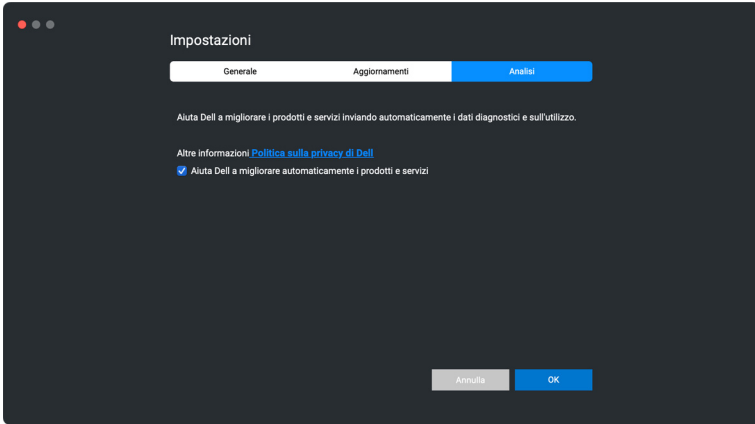 Impostazioni
Generale Aggiornamenti Analisi
Aiuta Dell a migliorare i prodotti e servizi inviando automaticamente i dati diagnostici e sull'utilizzo.
Altre informazioni Politica sulla privacy di Dell
Aiuta Dell a migliorare automaticamente i prodotti e servizi
Annulla OK